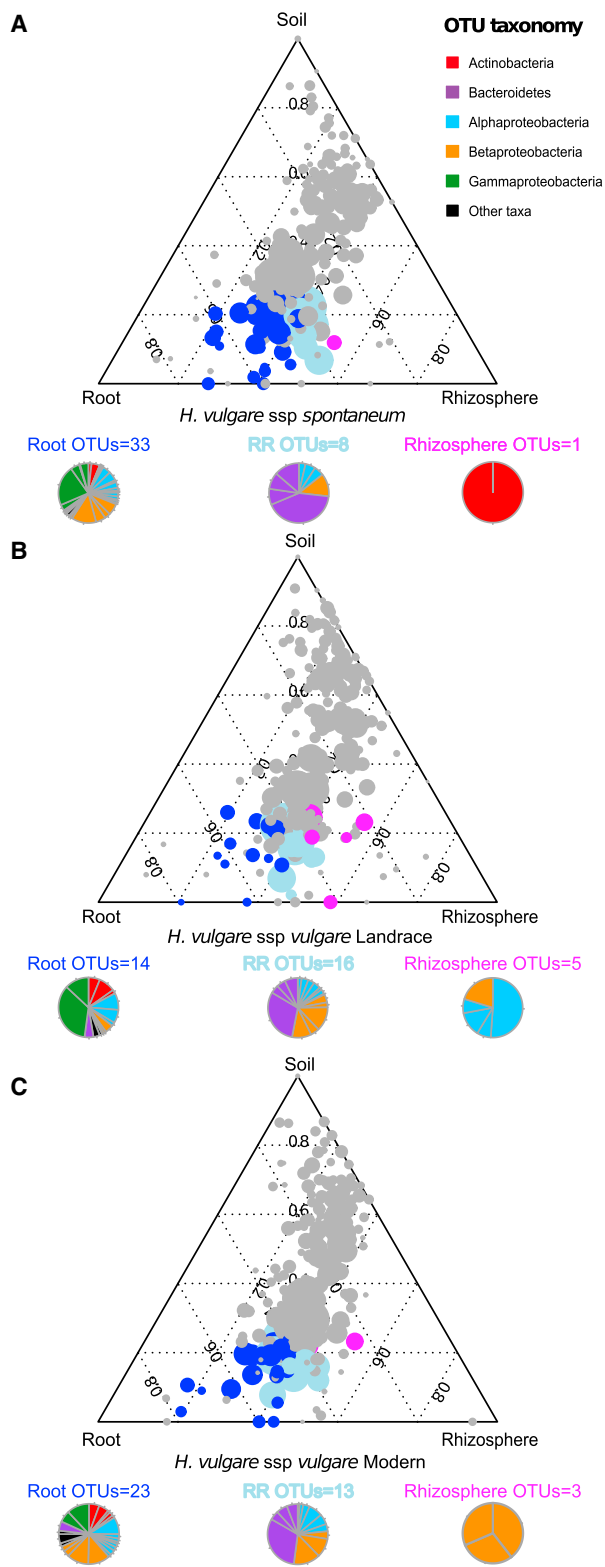 A
Soil
OTU taxonomy
Actinobacteria
Bacteroidetes
Alphaproteobacteria
Betaproteobacteria
Gammaproteobacteria
Other taxa
0.8
0.6
0.8
0.8
Root
Rhizosphere
H. vulgare ssp spontaneum
Root OTUs=33
RR OTUs=8
Rhizosphere OTUs=1
B
Soil
0.8
0.6
0.6
0.6
0.8
0.8
Root
Rhizosphere
H. vulgare ssp vulgare Landrace
Root OTUs=14
RR OTUs=16
Rhizosphere OTUs=5
C
Soil
0.8
0.6
0.6
0.6
0.8
0.8
Root
Rhizosphere
H. vulgare ssp vulgare Modern
Root OTUs=23
RR OTUs=13
Rhizosphere OTUs=3